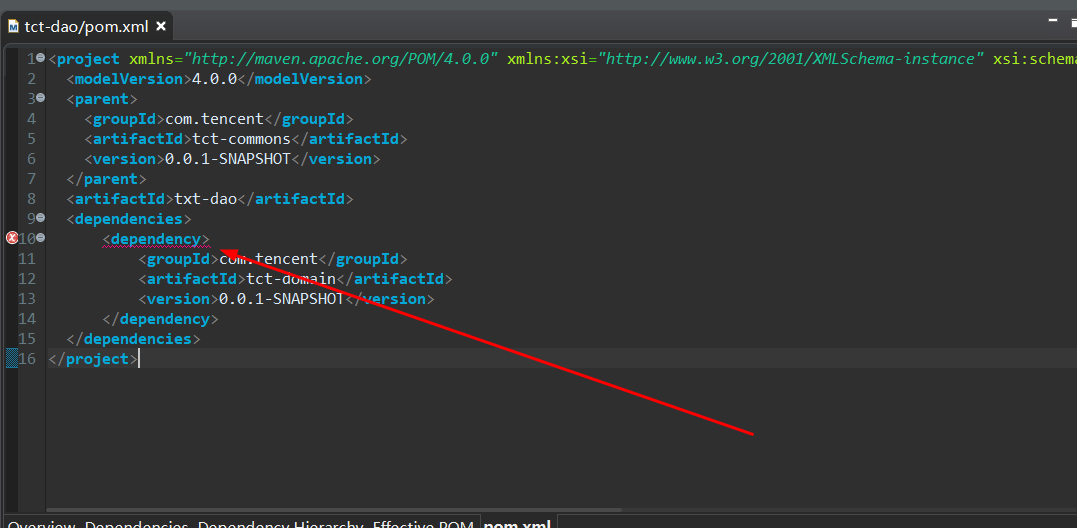 tct-dao/pom.xml
1 <project xmlns="http://maven.apache.org/POM/4.0.0" xmlns:xsi="http://www.w3.org/2001/XMLSchema-instance" xsi:schema
2 <modelVersion>4.0.0</modelVersion>
3 <parent>
4 <groupId>com.tencent</groupId>
5 <artifactId>tct-commons</artifactId>
6 <version>0.0.1-SNAPSHOT</version>
7 </parent>
8 <artifactId>txt-dao</artifactId>
9 <dependencies>
10 <dependency>
11 <groupId>com.tencent</groupId>
12 <artifactId>tct-domain</artifactId>
13 <version>0.0.1-SNAPSHOT</version>
14 </dependency>
15 </dependencies>
16 </project>
Overview Dependencies Dependency Hierarchy Effective POM pom.xml